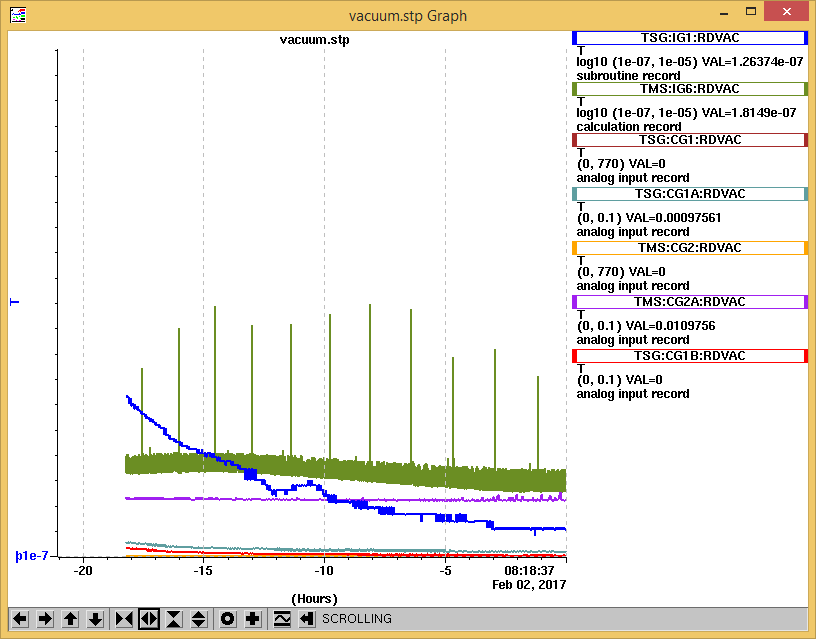 vacuum.stp Graph
vacuum.stp
T
p1e-7
-20
-15
-10
-5
08:18:37
Feb 02, 2017
(Hours)
TSG:IG1:RDVAC
T
log10 (1e-07, 1e-05) VAL=1.26374e-07
subroutine record
TMS:IG6:RDVAC
T
log10 (1e-07, 1e-05) VAL=1.8149e-07
calculation record
TSG:CG1:RDVAC
T
(0, 770) VAL=0
analog input record
TSG:CG1A:RDVAC
T
(0, 0.1) VAL=0.00097561
analog input record
TMS:CG2:RDVAC
T
(0, 770) VAL=0
analog input record
TMS:CG2A:RDVAC
T
(0, 0.1) VAL=0.0109756
analog input record
TSG:CG1B:RDVAC
T
(0, 0.1) VAL=0
analog input record
SCROLLING